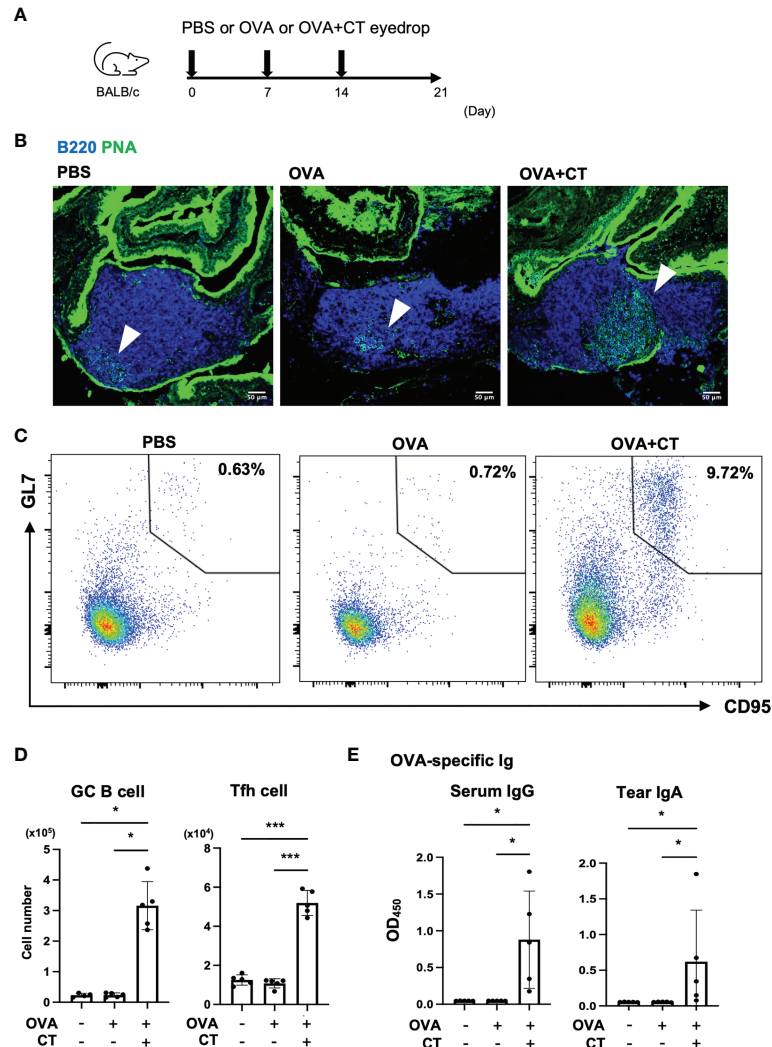 A
PBS or OVA or OVA+CT eyedrop
BALB/c
0 7 14 21
(Day)
B
B220 PNA
PBS OVA OVA+CT
50 µm 50 µm 50 µm
C
PBS OVA OVA+CT
0.63% 0.72% 9.72%
GL7
CD95
D
GC B cell
*
*
(x10⁵)
5
4
3
2
1
0
Cell number
Tfh cell
***
***
(x10⁴)
8
6
4
2
0
OVA - + + - + +
CT - - + - - +
E
OVA-specific Ig
Serum IgG
*
*
2.0
1.5
1.0
0.5
0.0
OD₄₅₀
Tear IgA
*
*
2.0
1.5
1.0
0.5
0.0
OVA - + + - + +
CT - - + - - +